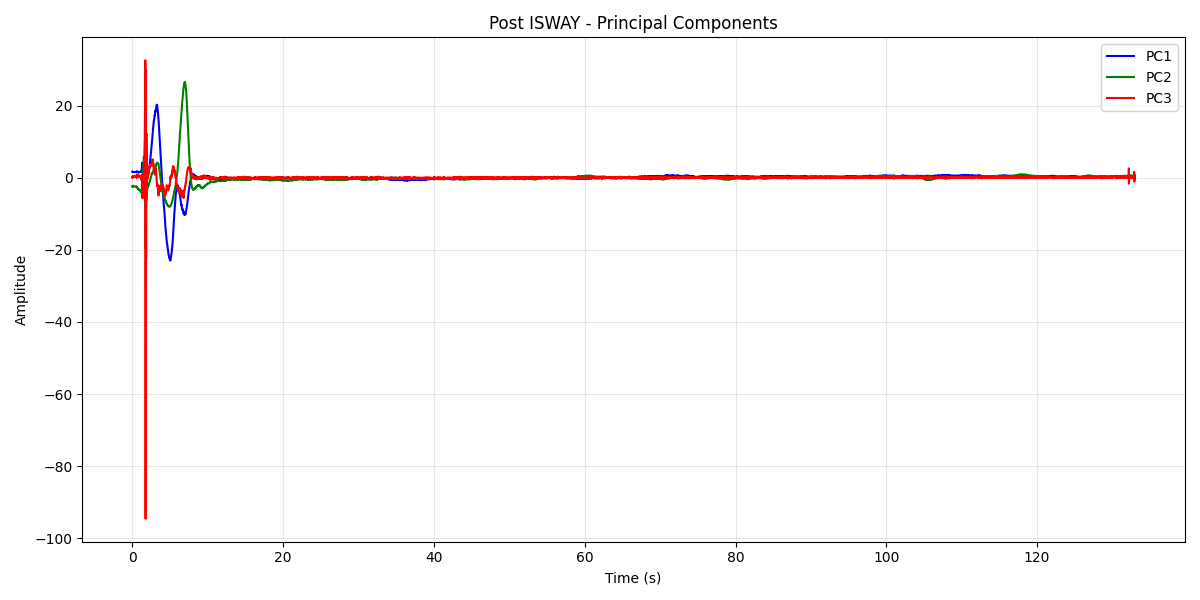 Post ISWAY - Principal Components
PC1
PC2
PC3
Amplitude
20
0
−20
−40
−60
−80
−100
0 20 40 60 80 100 120
Time (s)